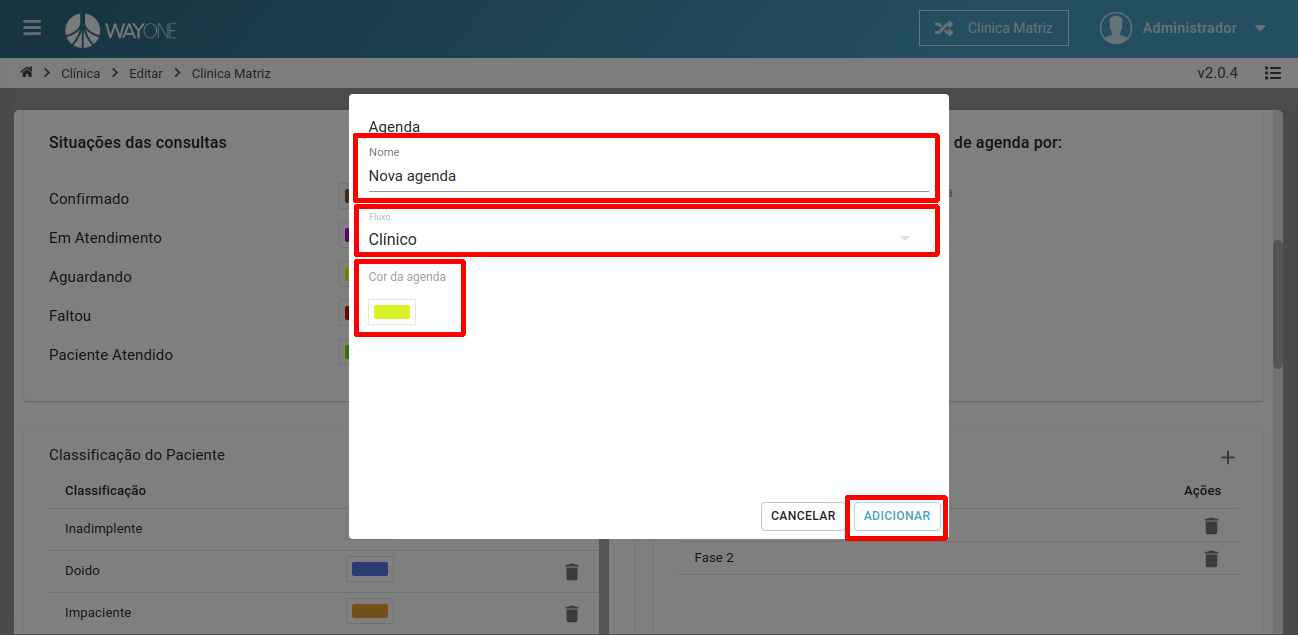 WAYONE
Clinica Matriz
Administrador
Clínica
Editar
Clinica Matriz
v2.0.4
Situações das consultas
Confirmado
Em Atendimento
Aguardando
Faltou
Paciente Atendido
de agenda por:
Agenda
Nome
Nova agenda
Fluxo
Clínico
Cor da agenda
CANCELAR
ADICIONAR
Classificação do Paciente
Classificação
Inadimplente
Doido
Impaciente
Ações
Fase 2